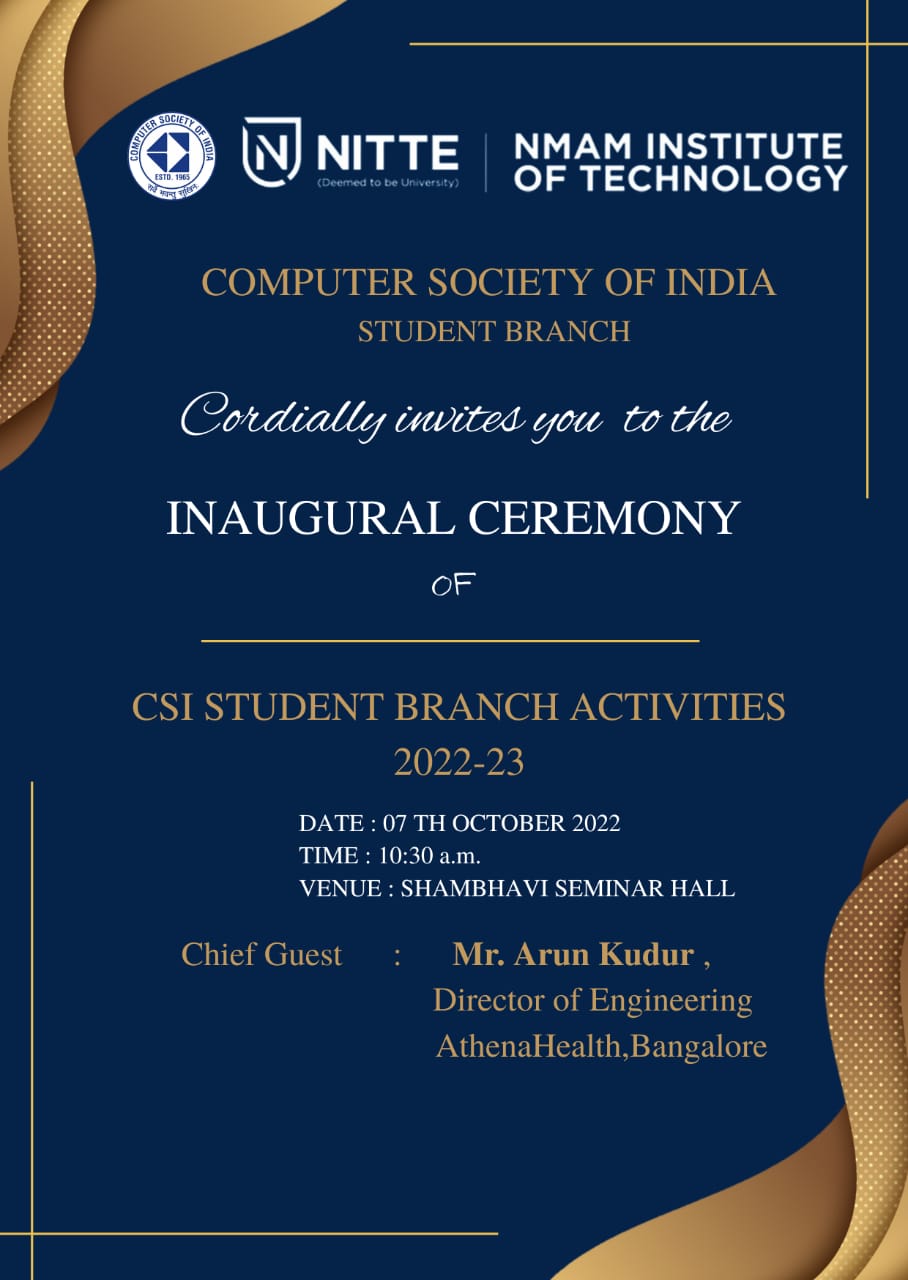 COMPUTER SOCIETY OF INDIA
ESTD. 1965
सर्वे भवन्तु सुखिनः
NITTE
(Deemed to be University)
NMAM INSTITUTE
OF TECHNOLOGY
COMPUTER SOCIETY OF INDIA
STUDENT BRANCH
Cordially invites you to the
INAUGURAL CEREMONY
OF
CSI STUDENT BRANCH ACTIVITIES
2022-23
DATE : 07 TH OCTOBER 2022
TIME : 10:30 a.m.
VENUE : SHAMBHAVI SEMINAR HALL
Chief Guest : Mr. Arun Kudur ,
Director of Engineering
AthenaHealth,Bangalore